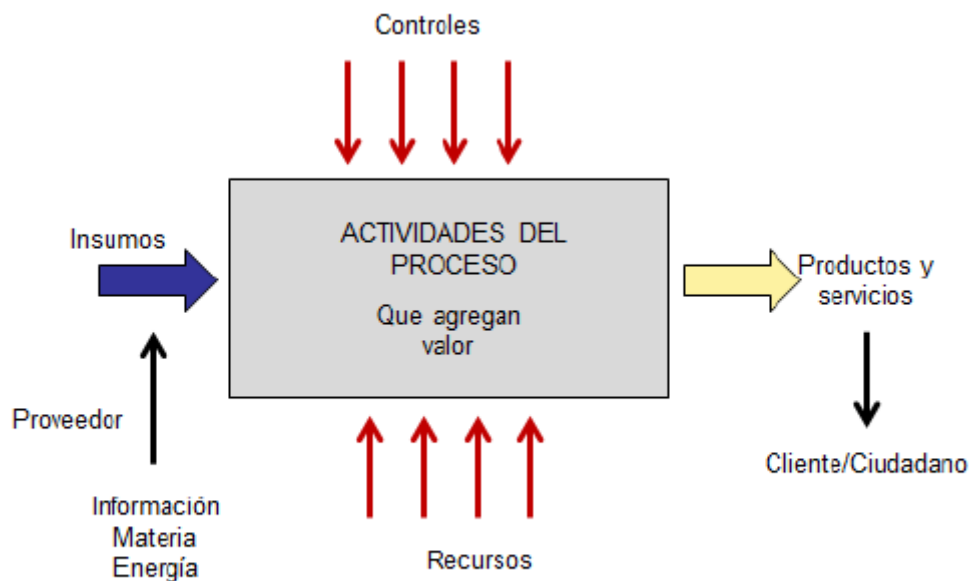 Controles
Insumos
ACTIVIDADES DEL
PROCESO
Que agregan
valor
Productos y
servicios
Proveedor
Cliente/Ciudadano
Información
Materia
Energía
Recursos